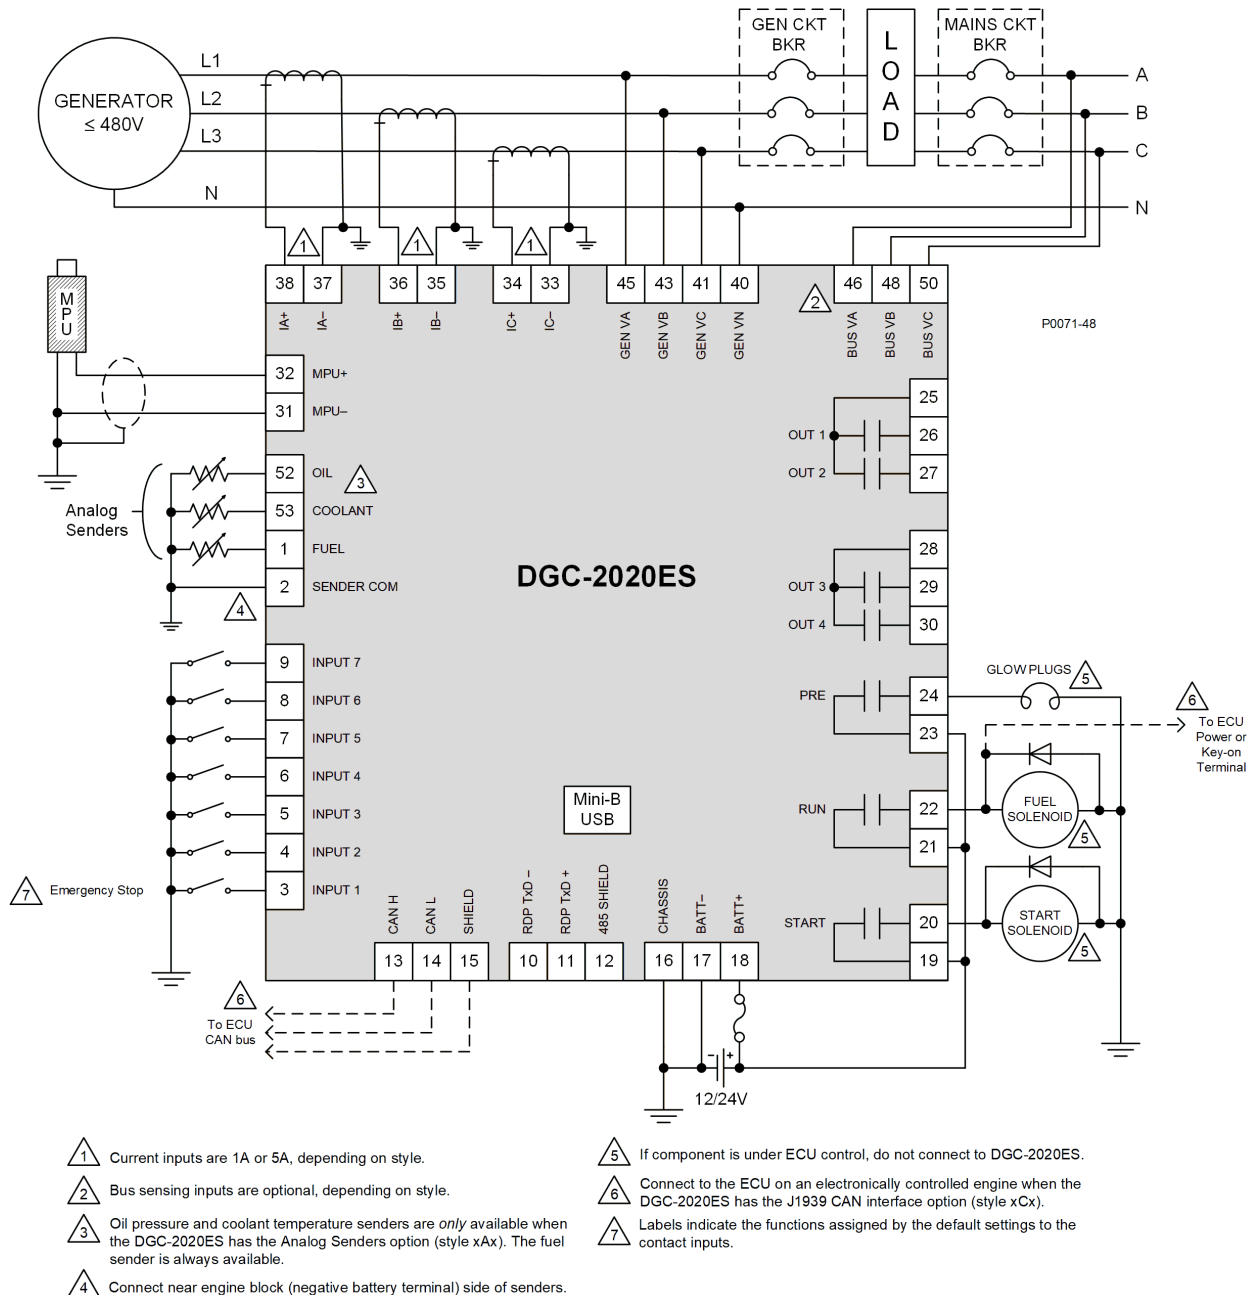 GEN CKT
BKR
LOAD
MAINS CKT
BKR
GENERATOR
≤ 480V
L1
L2
L3
N
A
B
C
N
1
1
1
2
38
37
36
35
34
33
45
43
41
40
46
48
50
IA+
IA–
IB+
IB–
IC+
IC–
GEN VA
GEN VB
GEN VC
GEN VN
BUS VA
BUS VB
BUS VC
P0071-48
MPU
32 MPU+
31 MPU–
Analog
Senders
52 OIL
3
53 COOLANT
1 FUEL
2 SENDER COM
4
9 INPUT 7
8 INPUT 6
7 INPUT 5
6 INPUT 4
5 INPUT 3
4 INPUT 2
3 INPUT 1
7 Emergency Stop
DGC-2020ES
Mini-B
USB
25
OUT 1 26
OUT 2 27
28
OUT 3 29
OUT 4 30
PRE 24
23
RUN 22
21
START 20
19
GLOW PLUGS
5
6
To ECU
Power or
Key-on
Terminal
FUEL
SOLENOID
5
START
SOLENOID
5
CAN H
CAN L
SHIELD
RDP TxD –
RDP TxD +
485 SHIELD
CHASSIS
BATT–
BATT+
13
14
15
10
11
12
16
17
18
6
To ECU
CAN bus
- +
12/24V
1 Current inputs are 1A or 5A, depending on style.
2 Bus sensing inputs are optional, depending on style.
3 Oil pressure and coolant temperature senders are only available when
the DGC-2020ES has the Analog Senders option (style xAx). The fuel
sender is always available.
4 Connect near engine block (negative battery terminal) side of senders.
5 If component is under ECU control, do not connect to DGC-2020ES.
6 Connect to the ECU on an electronically controlled engine when the
DGC-2020ES has the J1939 CAN interface option (style xCx).
7 Labels indicate the functions assigned by the default settings to the
contact inputs.